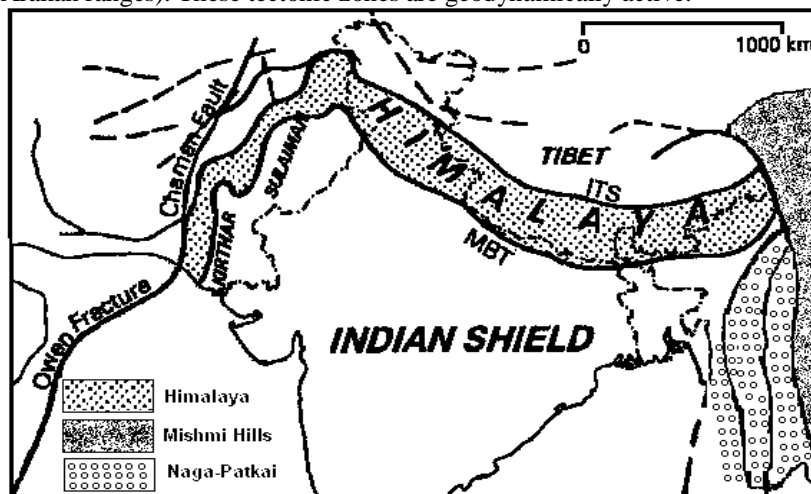 Arakan ranges). These tectonic zones are geodynamically active.
0 1000 km
Chaman Fault
HIMALAYA
TIBET
SULAIMAN
ITS
MBT
KIRTHAR
Owen Fracture
INDIAN SHIELD
Himalaya
Mishmi Hills
Naga-Patkai